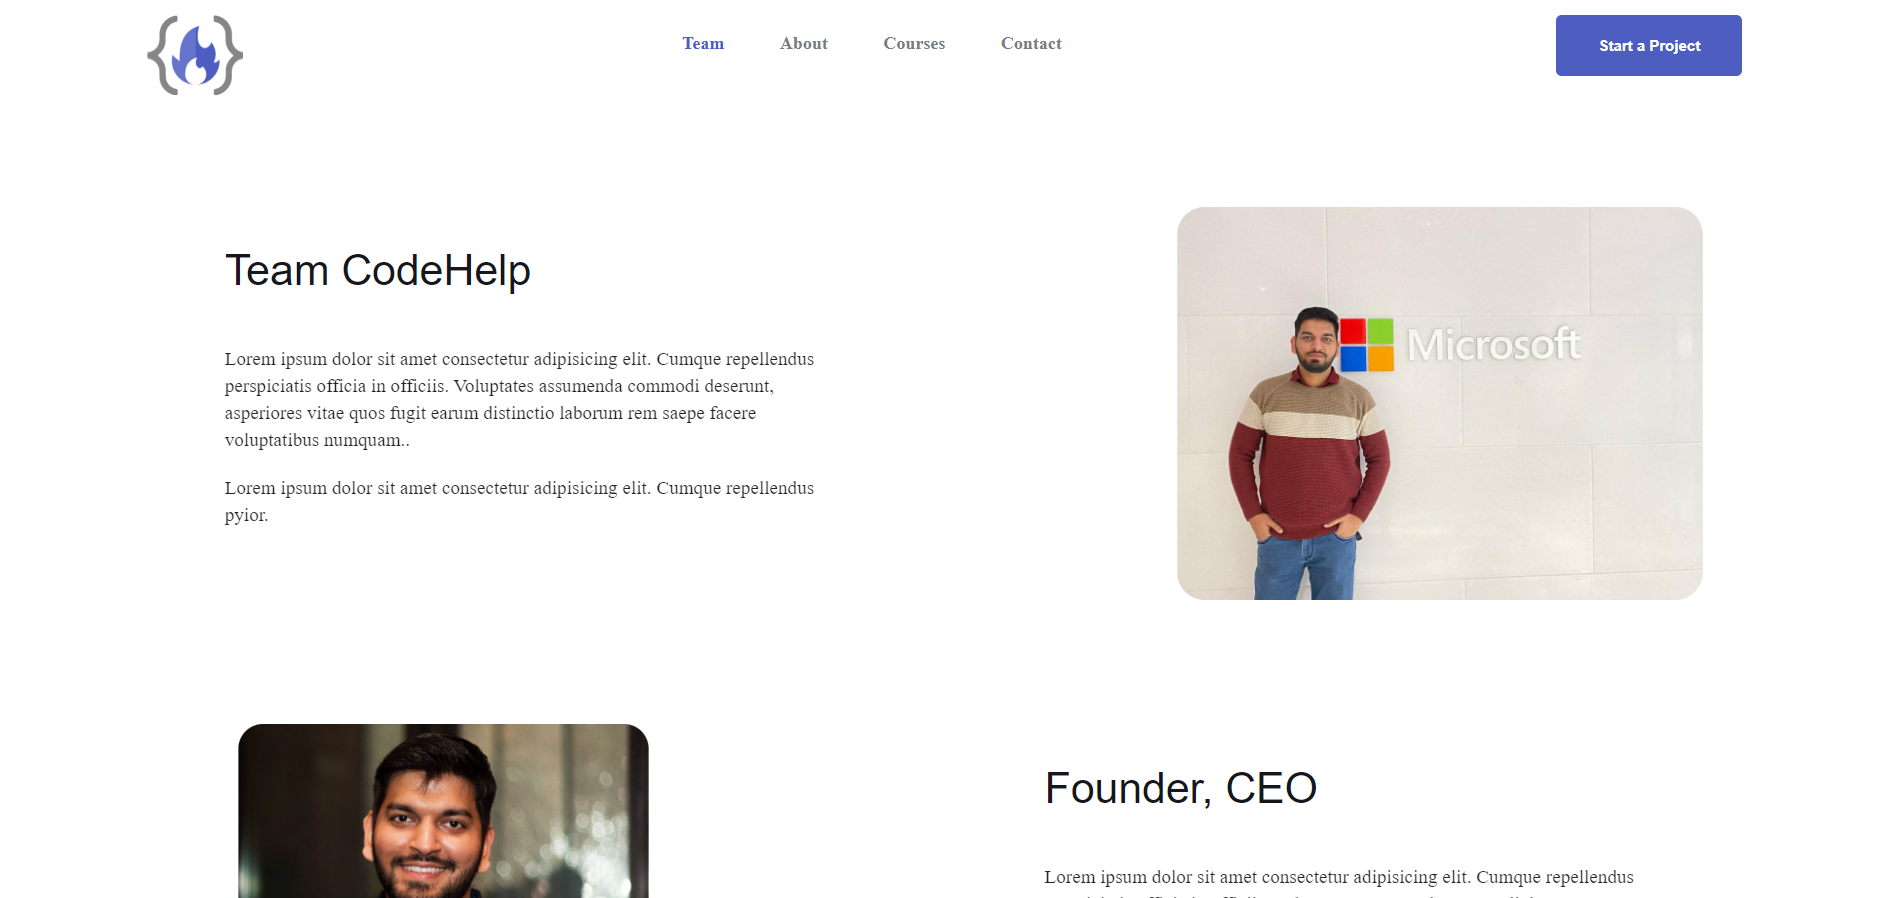 Team About Courses Contact
Start a Project
Team CodeHelp
Lorem ipsum dolor sit amet consectetur adipisicing elit. Cumque repellendus
perspiciatis officia in officiis. Voluptates assumenda commodi deserunt,
asperiores vitae quos fugit earum distinctio laborum rem saepe facere
voluptatibus numquam..
Lorem ipsum dolor sit amet consectetur adipisicing elit. Cumque repellendus
pyior.
Microsoft
Founder, CEO
Lorem ipsum dolor sit amet consectetur adipisicing elit. Cumque repellendus